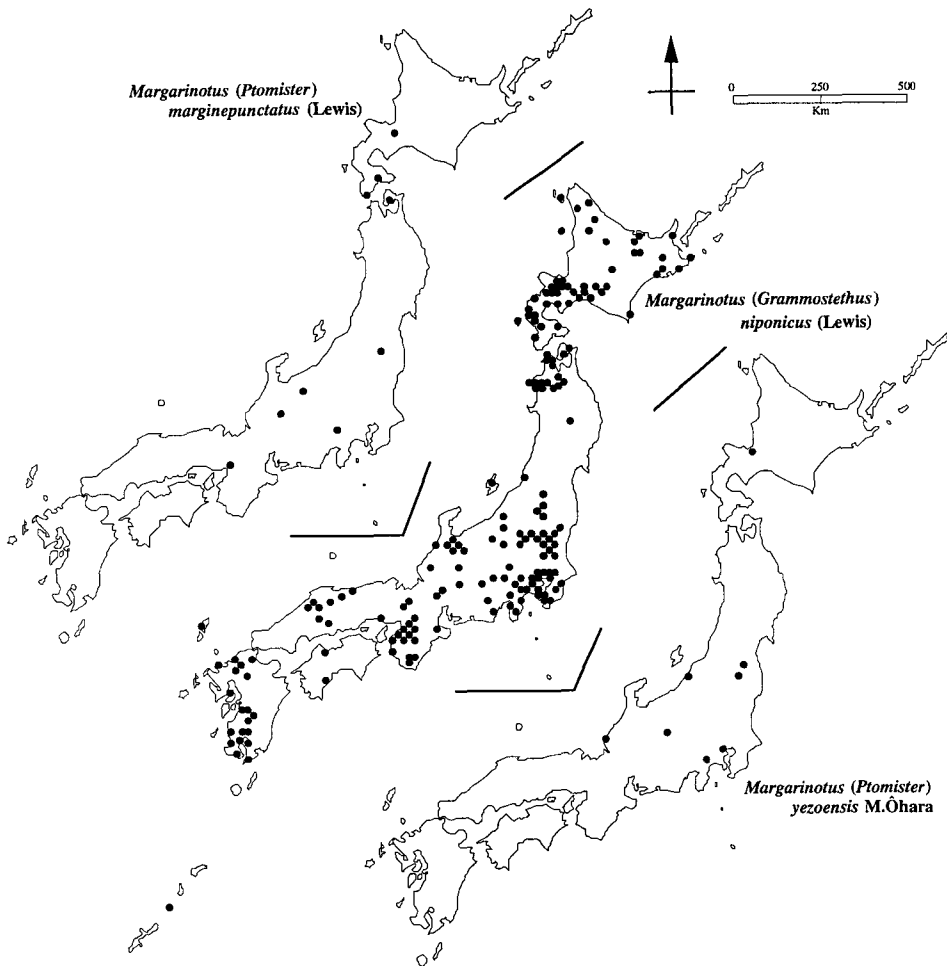 Margarinotus (Ptomister)
marginepunctatus (Lewis)
0 250 500
Km
Margarinotus (Grammostethus)
niponicus (Lewis)
Margarinotus (Ptomister)
yezoensis M.Ôhara